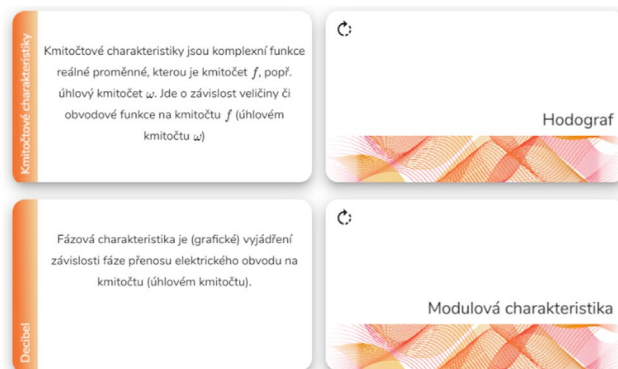 Kmitočtové charakteristiky
Kmitočtové charakteristiky jsou komplexní funkce
reálné proměnné, kterou je kmitočet f, popř.
úhlový kmitočet ω. Jde o závislost veličiny či
obvodové funkce na kmitočtu f (úhlovém
kmitočtu ω)
Hodograf
Decibel
Fázová charakteristika je (grafické) vyjádření
závislosti fáze přenosu elektrického obvodu na
kmitočtu (úhlovém kmitočtu).
Modulová charakteristika